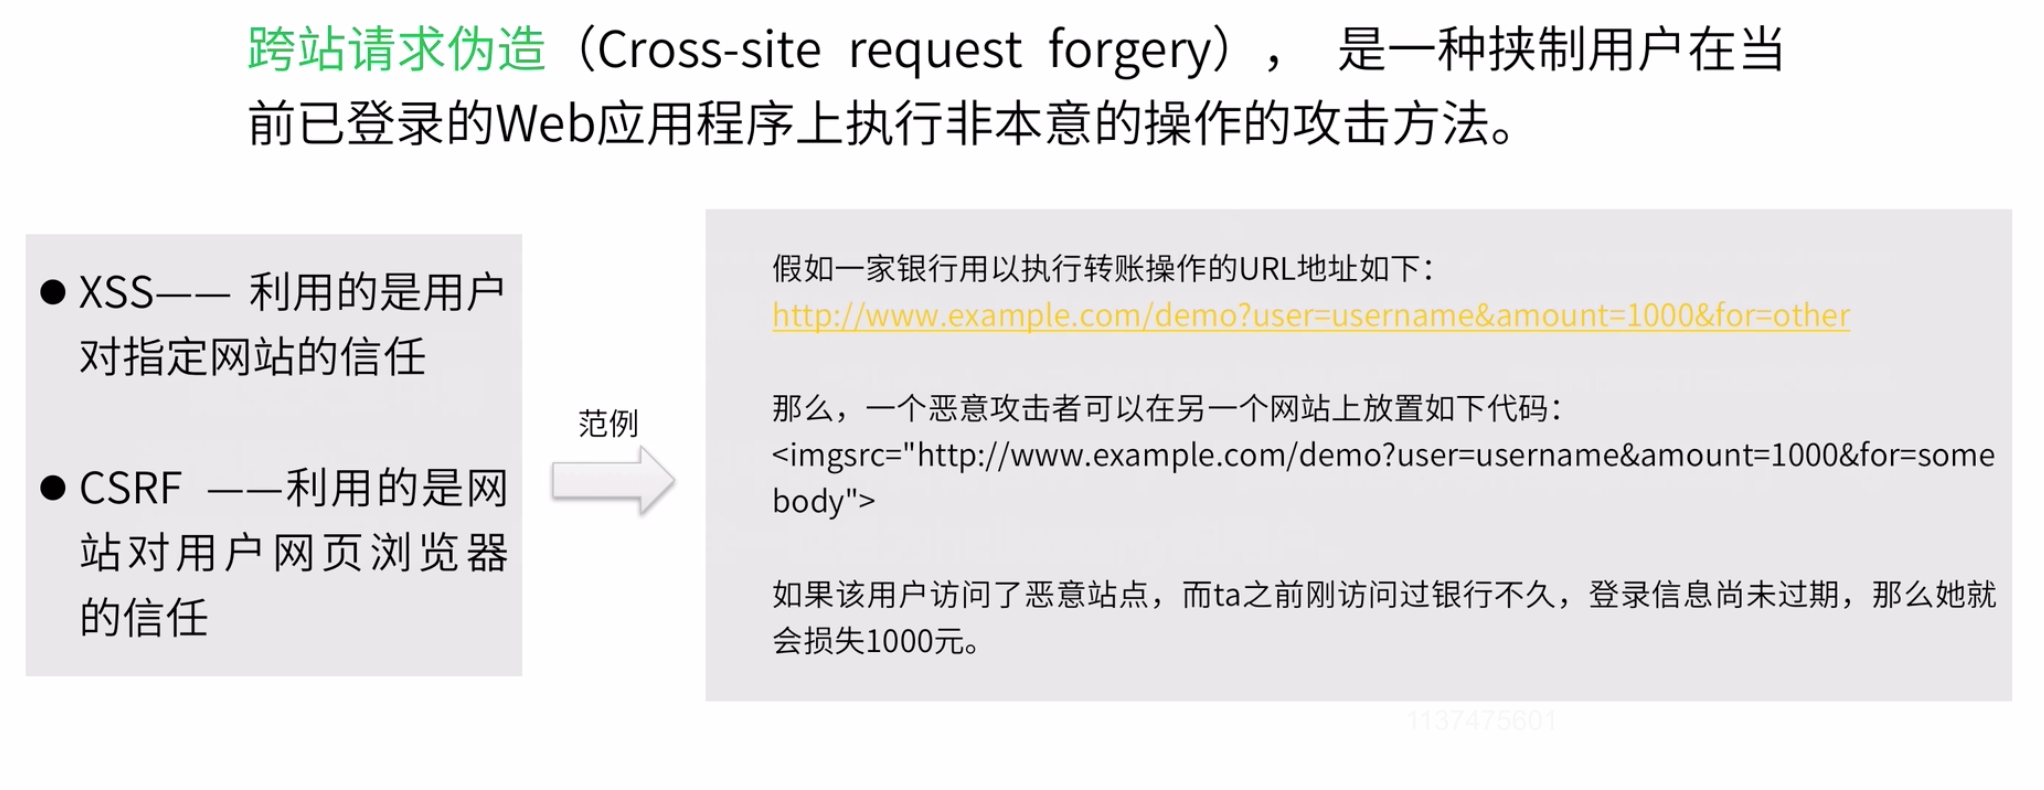 跨站请求伪造（Cross-site request forgery）， 是一种挟制用户在当
前已登录的Web应用程序上执行非本意的操作的攻击方法。
● XSS—— 利用的是用户
对指定网站的信任
● CSRF ——利用的是网
站对用户网页浏览器
的信任
范例
假如一家银行用以执行转账操作的URL地址如下：
http://www.example.com/demo?user=username&amount=1000&for=other
那么，一个恶意攻击者可以在另一个网站上放置如下代码：
<imgsrc="http://www.example.com/demo?user=username&amount=1000&for=some
body">
如果该用户访问了恶意站点，而ta之前刚访问过银行不久，登录信息尚未过期，那么她就
会损失1000元。
1137475601